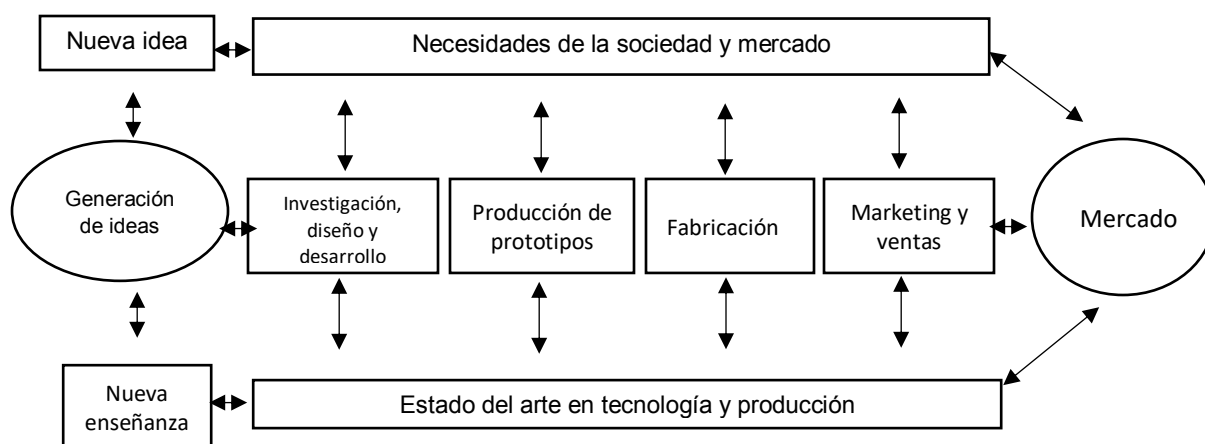 Nueva idea
Necesidades de la sociedad y mercado
Generación
de ideas
Investigación,
diseño y
desarrollo
Producción de
prototipos
Fabricación
Marketing y
ventas
Mercado
Nueva
enseñanza
Estado del arte en tecnología y producción